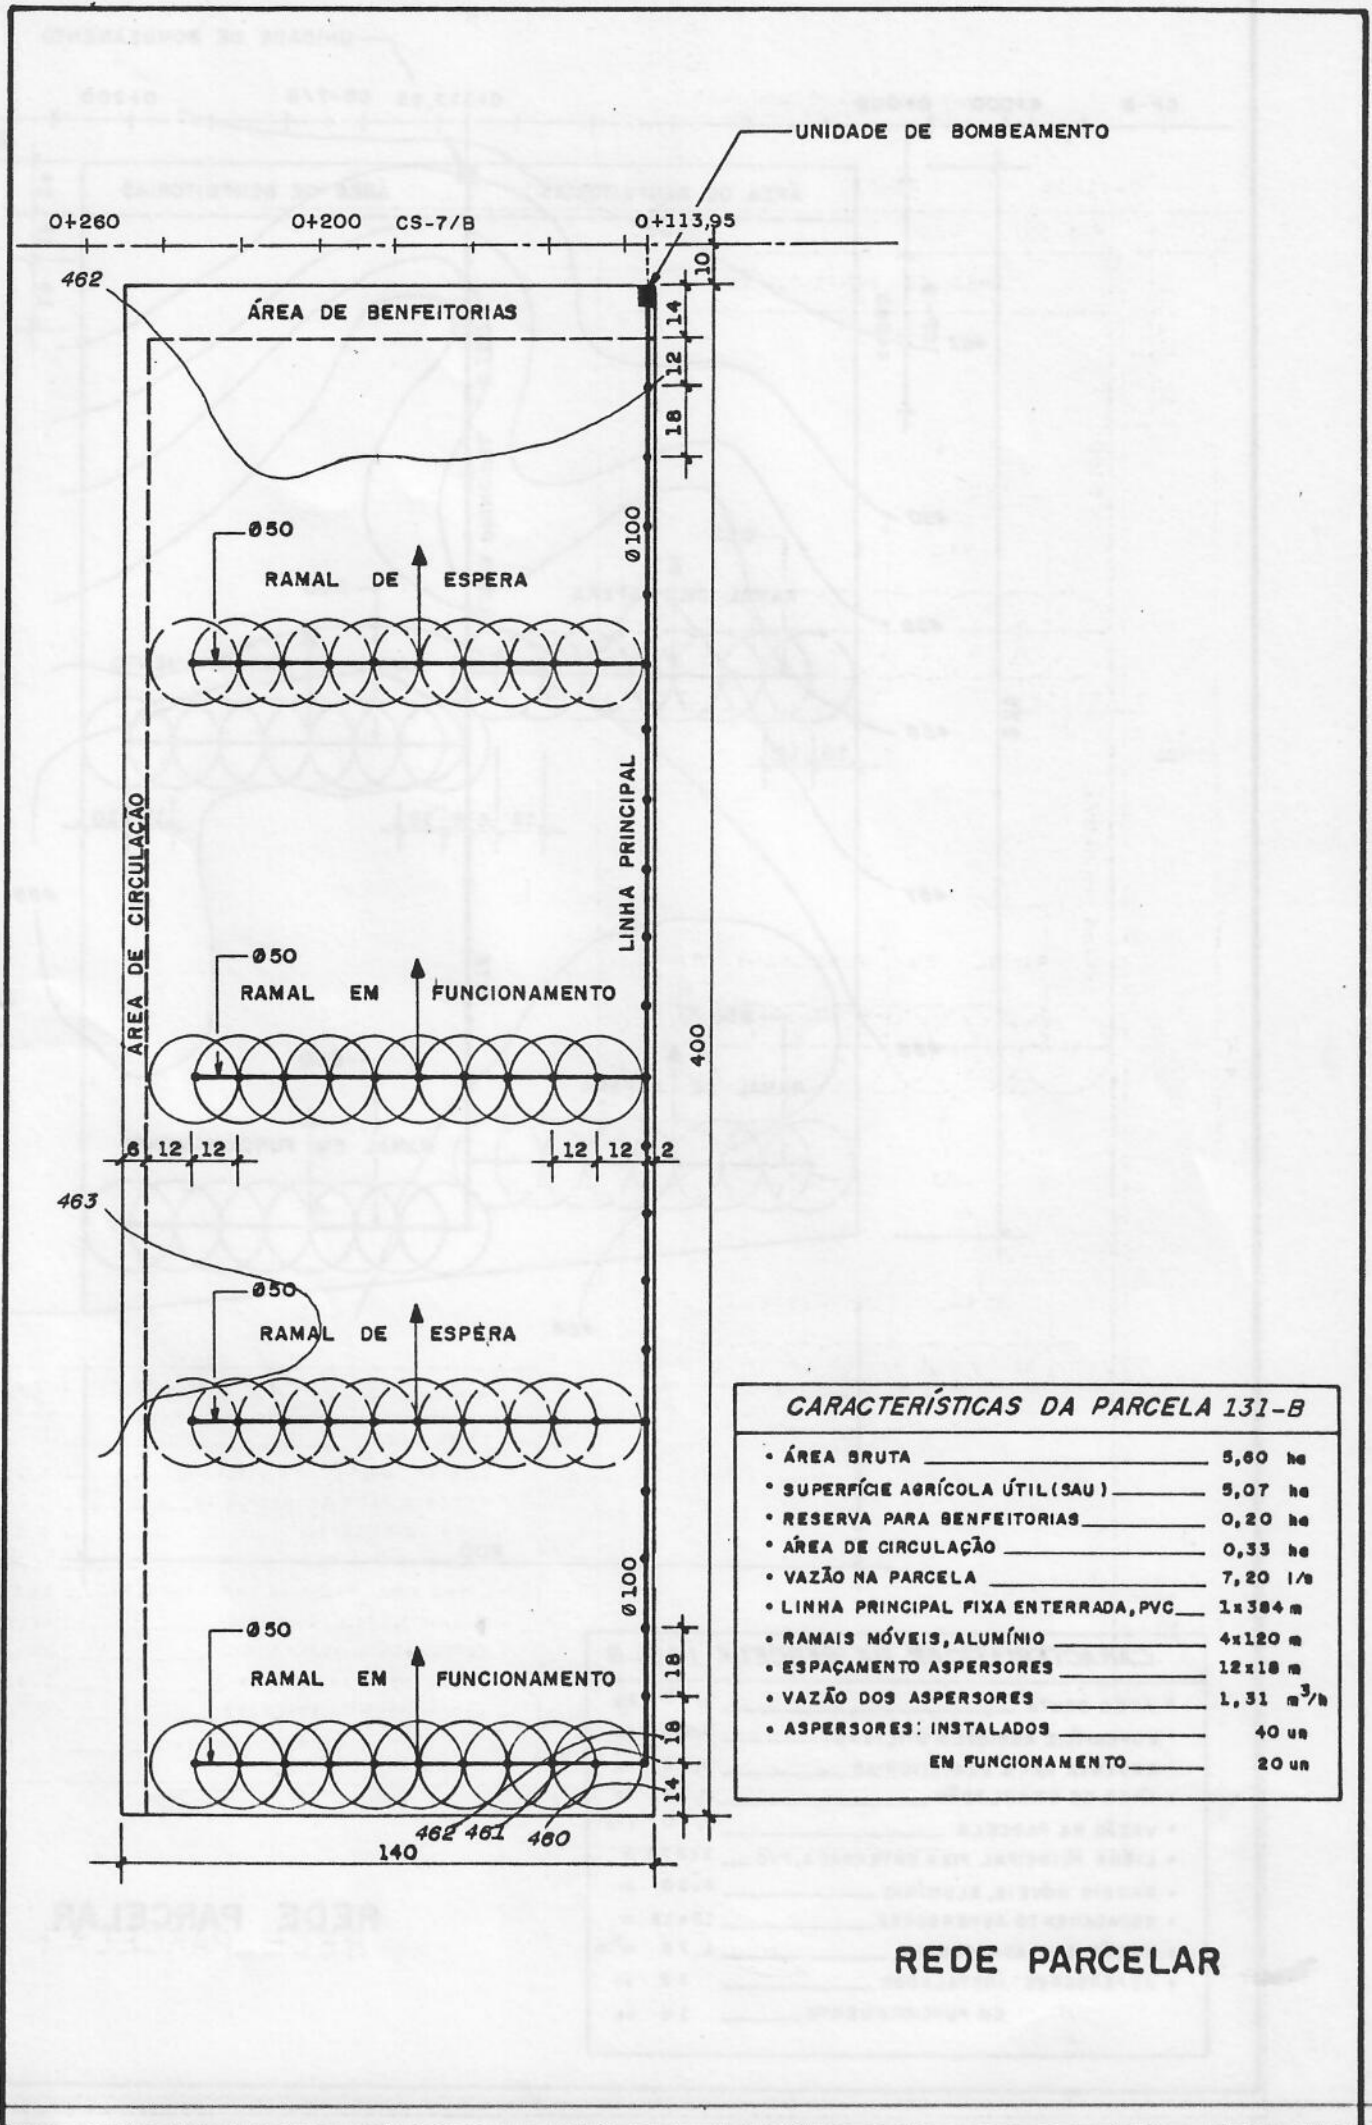 UNIDADE DE BOMBEAMENTO
0+260
0+200
CS-7/B
0+113,95
10
462
ÁREA DE BENFEITORIAS
14
12
18
Ø50
Ø100
RAMAL DE ESPERA
LINHA PRINCIPAL
ÁREA DE CIRCULAÇÃO
Ø50
RAMAL EM FUNCIONAMENTO
400
6 12 12
12 12 2
463
Ø50
RAMAL DE ESPERA
CARACTERÍSTICAS DA PARCELA 131-B
• ÁREA BRUTA 5,60 ha
• SUPERFÍCIE AGRÍCOLA ÚTIL (SAU) 5,07 ha
• RESERVA PARA BENFEITORIAS 0,20 ha
• ÁREA DE CIRCULAÇÃO 0,33 ha
• VAZÃO NA PARCELA 7,20 l/s
• LINHA PRINCIPAL FIXA ENTERRADA, PVC 1x384 m
• RAMAIS MÓVEIS, ALUMÍNIO 4x120 m
• ESPAÇAMENTO ASPERSORES 12x18 m
• VAZÃO DOS ASPERSORES 1,31 m³/h
• ASPERSORES: INSTALADOS 40 un
EM FUNCIONAMENTO 20 un
Ø100
Ø50
RAMAL EM FUNCIONAMENTO
18
18
14
462 461 460
140
REDE PARCELAR